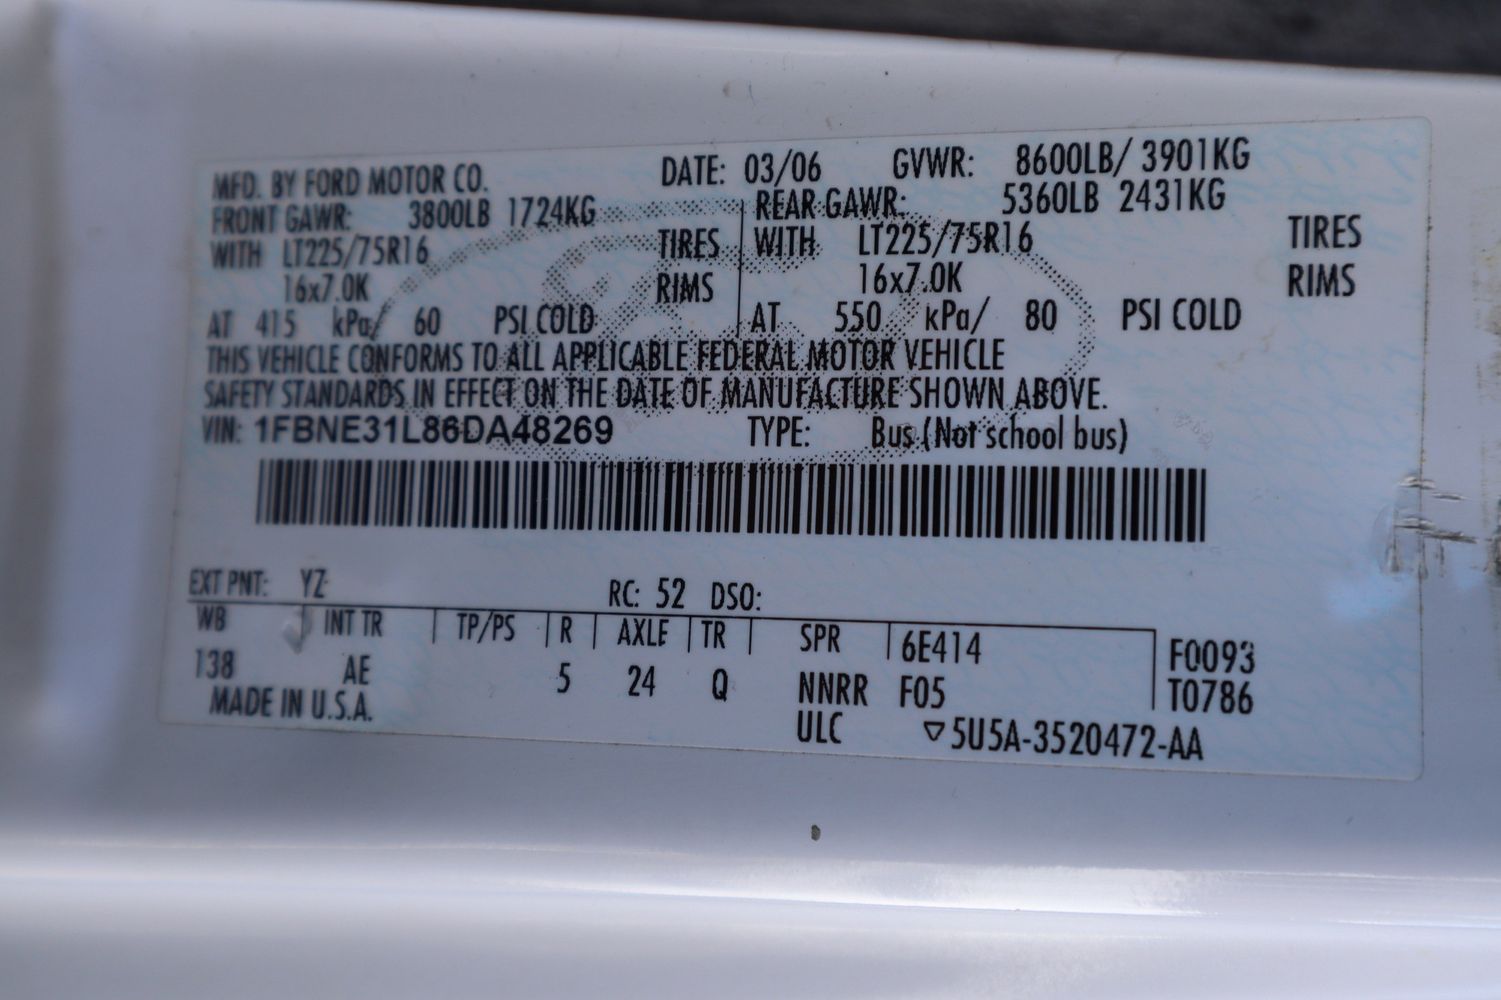 MFD. BY FORD MOTOR CO. DATE: 03/06 GVWR: 8600LB/ 3901KG
FRONT GAWR: 3800LB 1724KG REAR GAWR: 5360LB 2431KG
WITH LT225/75R16 TIRES WITH LT225/75R16 TIRES
16x7.0K RIMS 16x7.0K RIMS
AT 415 kPa/ 60 PSI COLD AT 550 kPa/ 80 PSI COLD
THIS VEHICLE CONFORMS TO ALL APPLICABLE FEDERAL MOTOR VEHICLE
SAFETY STANDARDS IN EFFECT ON THE DATE OF MANUFACTURE SHOWN ABOVE.
VIN: 1FBNE31L86DA48269 TYPE: Bus (Not school bus)
EXT PNT: YZ RC: 52 DSO:
WB INT TR TP/PS R AXLE TR SPR 6E414 F0093
138 AE 5 24 Q NNRR F05 T0786
MADE IN U.S.A. ULC ▽5U5A-3520472-AA